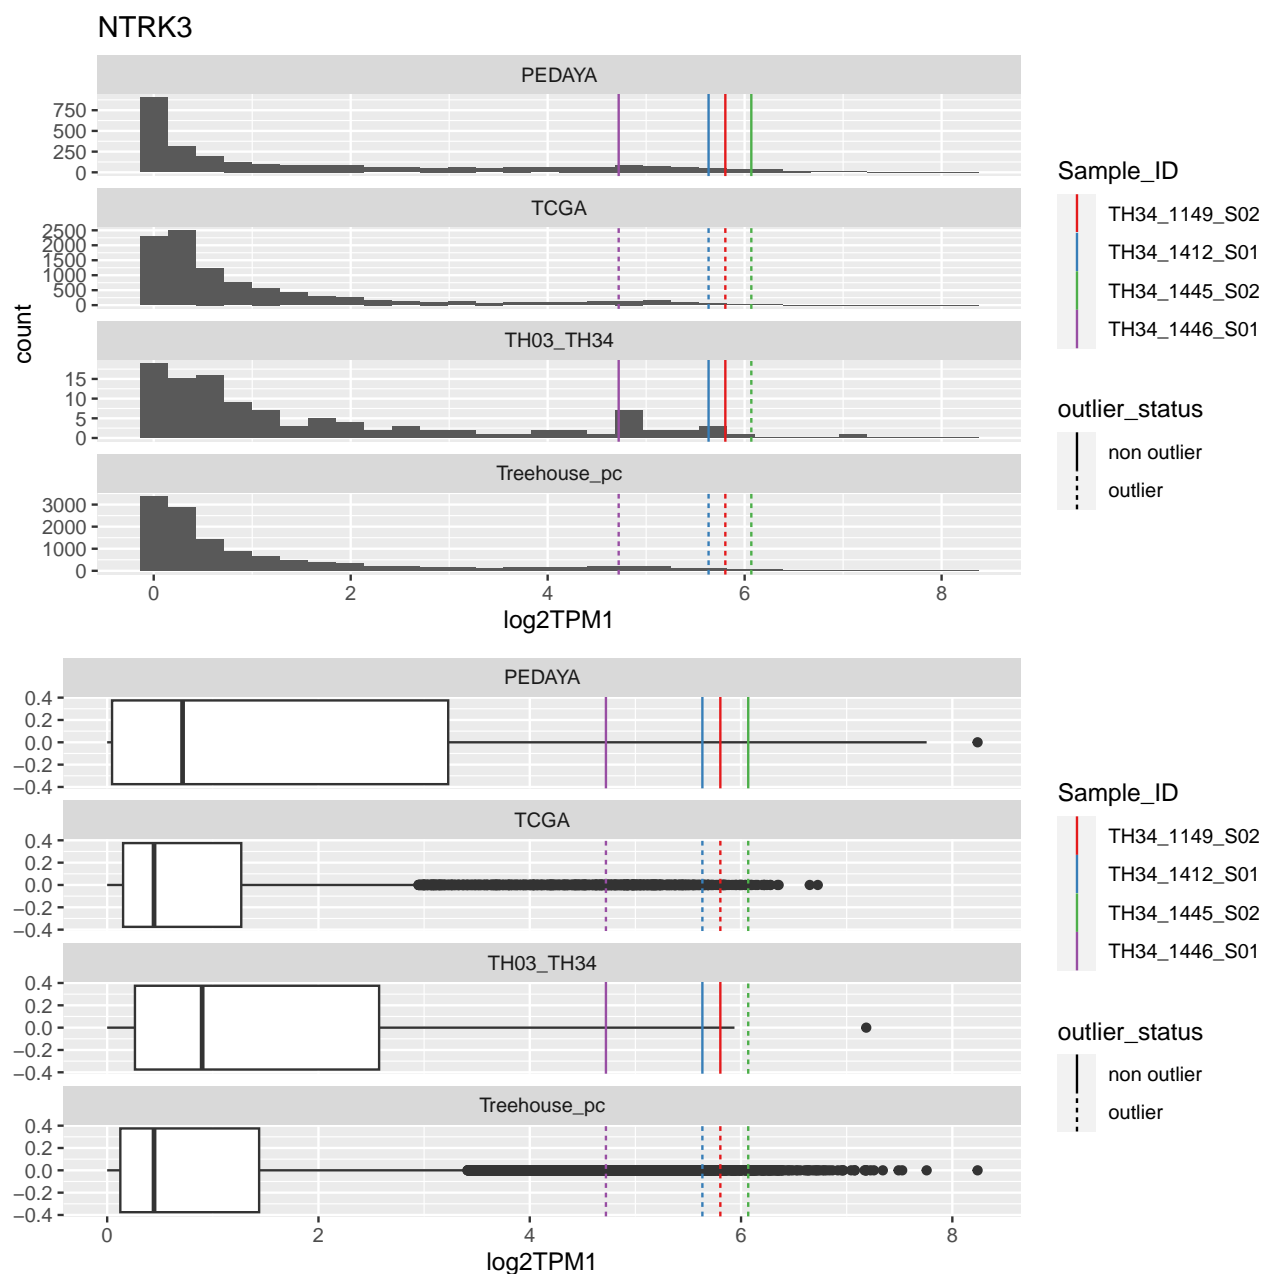 NTRK3
PEDAYA
750
500
250
0
TCGA
2500
2000
1500
1000
500
0
TH03_TH34
15
10
5
0
Treehouse_pc
3000
2000
1000
0
count
0 2 4 6 8
log2TPM1
Sample_ID
TH34_1149_S02
TH34_1412_S01
TH34_1445_S02
TH34_1446_S01
outlier_status
non outlier
outlier
PEDAYA
0.4
0.2
0.0
−0.2
−0.4
TCGA
0.4
0.2
0.0
−0.2
−0.4
TH03_TH34
0.4
0.2
0.0
−0.2
−0.4
Treehouse_pc
0.4
0.2
0.0
−0.2
−0.4
0 2 4 6 8
log2TPM1
Sample_ID
TH34_1149_S02
TH34_1412_S01
TH34_1445_S02
TH34_1446_S01
outlier_status
non outlier
outlier